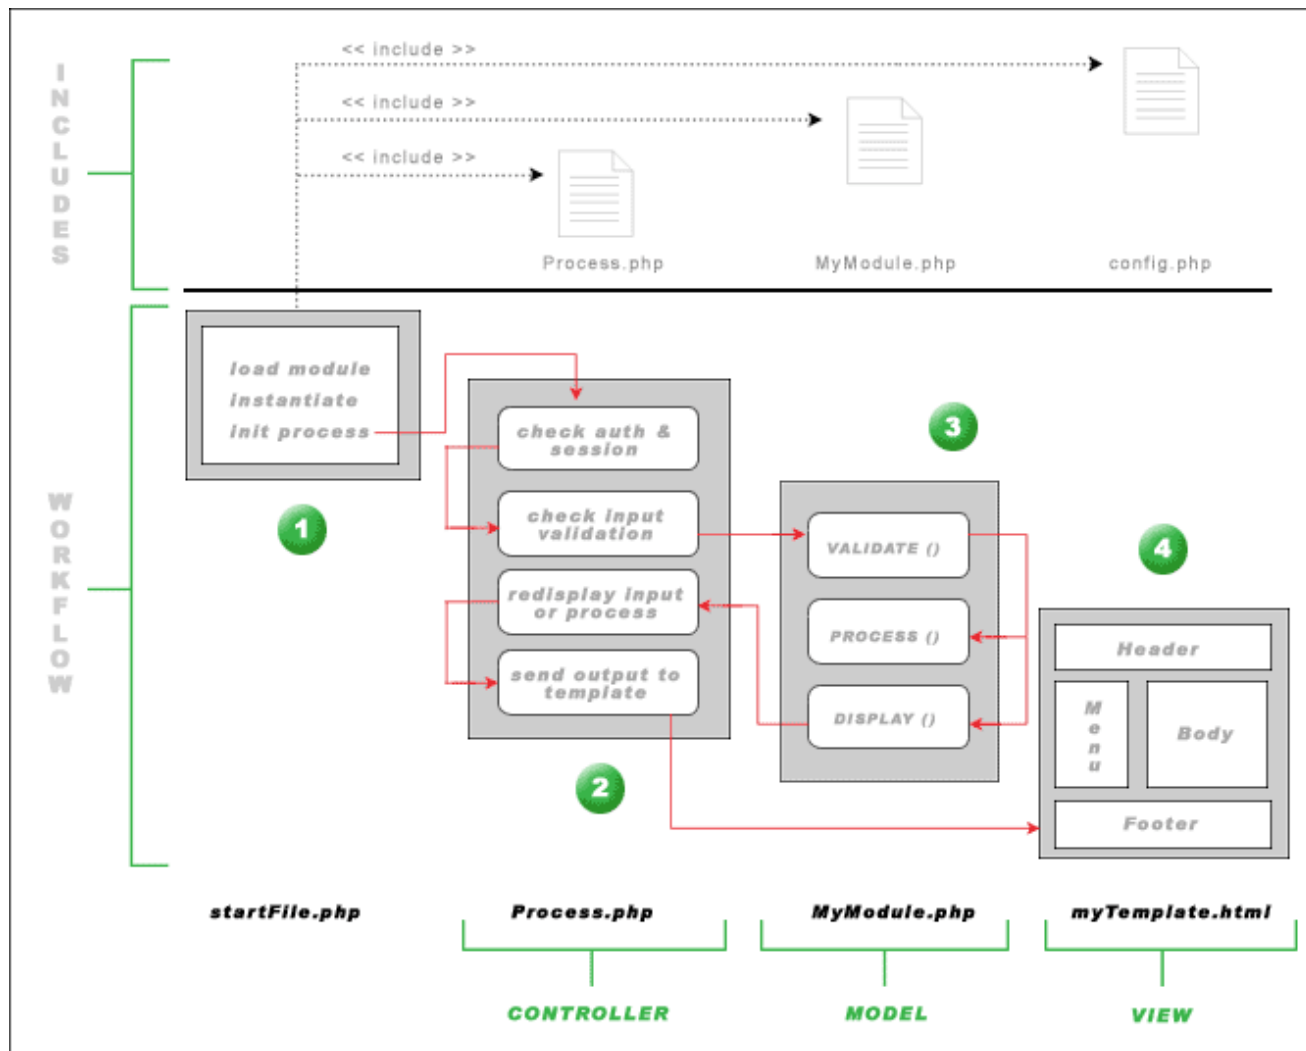 INCLUDES
<< include >>
<< include >>
<< include >>
Process.php
MyModule.php
config.php
WORKFLOW
load module
instantiate
init process
1
check auth &
session
check input
validation
redisplay input
or process
send output to
template
2
3
VALIDATE ()
PROCESS ()
DISPLAY ()
4
Header
Menu
Body
Footer
startFile.php
Process.php
MyModule.php
myTemplate.html
CONTROLLER
MODEL
VIEW